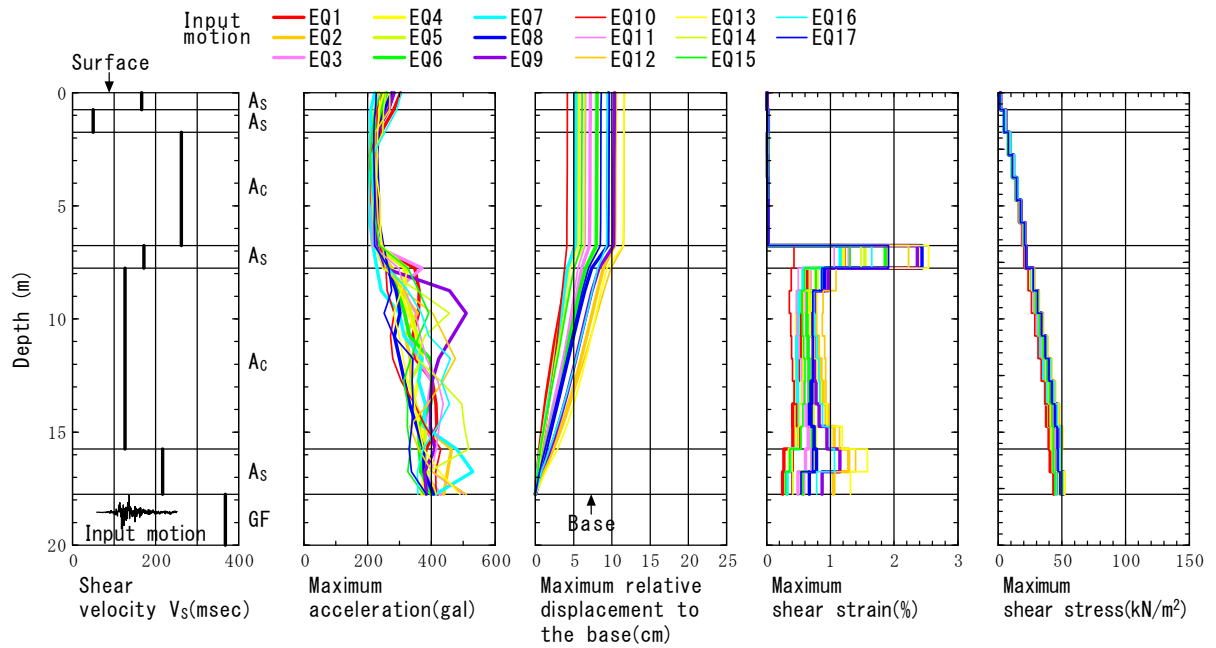 Input motion
EQ1 EQ4 EQ7 EQ10 EQ13 EQ16
EQ2 EQ5 EQ8 EQ11 EQ14 EQ17
EQ3 EQ6 EQ9 EQ12 EQ15
Surface
Depth (m)
0
5
10
15
20
AS
AS
AC
AS
AC
AS
GF
Input motion
Base
0 100 200 300 400
0 200 400 600
0 5 10 15 20 25
0 1 2 3
0 50 100 150
Shear
velocity VS(msec)
Maximum
acceleration(gal)
Maximum relative
displacement to
the base(cm)
Maximum
shear strain(%)
Maximum
shear stress(kN/m²)